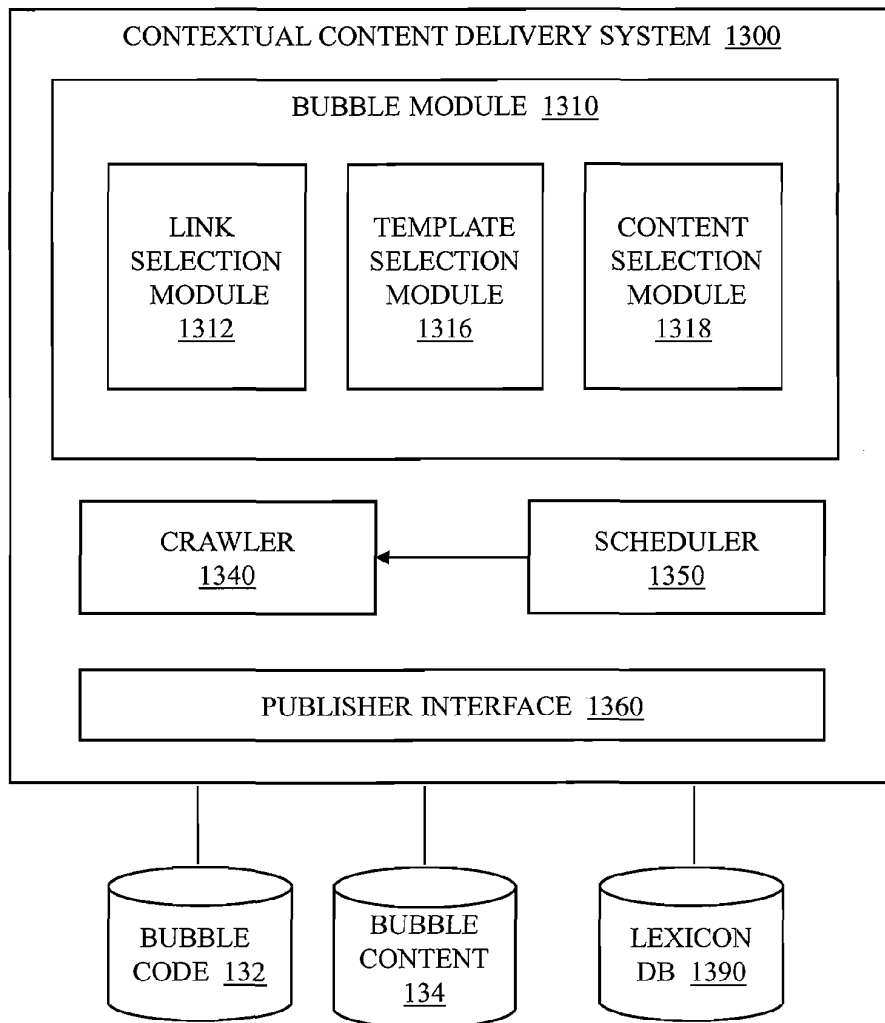 CONTEXTUAL CONTENT DELIVERY SYSTEM 1300
BUBBLE MODULE 1310
LINK
SELECTION
MODULE
1312
TEMPLATE
SELECTION
MODULE
1316
CONTENT
SELECTION
MODULE
1318
CRAWLER
1340
SCHEDULER
1350
PUBLISHER INTERFACE 1360
BUBBLE
CODE 132
BUBBLE
CONTENT
134
LEXICON
DB 1390